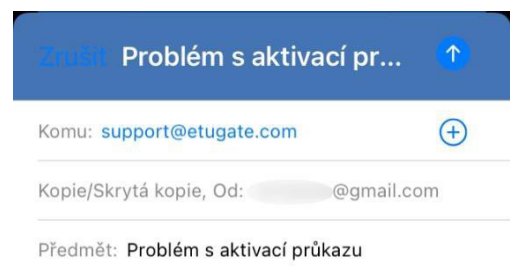 Zrušit Problém s aktivací pr...
Komu: support@etugate.com
Kopie/Skrytá kopie, Od: @gmail.com
Předmět: Problém s aktivací průkazu